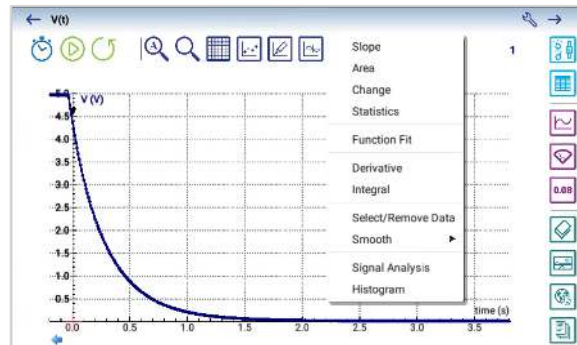 V(t)
1
Slope
Area
Change
Statistics
Function Fit
Derivative
Integral
Select/Remove Data
Smooth
Signal Analysis
Histogram
A
0.08
V (V)
5.0
4.5
4.0
3.5
3.0
2.5
2.0
1.5
1.0
0.5
0.0 0.5 1.0 1.5 2.0 2.5 3.0 3.5
time (s)